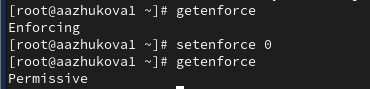 [root@aazhukova1 ~]# getenforce
Enforcing
[root@aazhukova1 ~]# setenforce 0
[root@aazhukova1 ~]# getenforce
Permissive